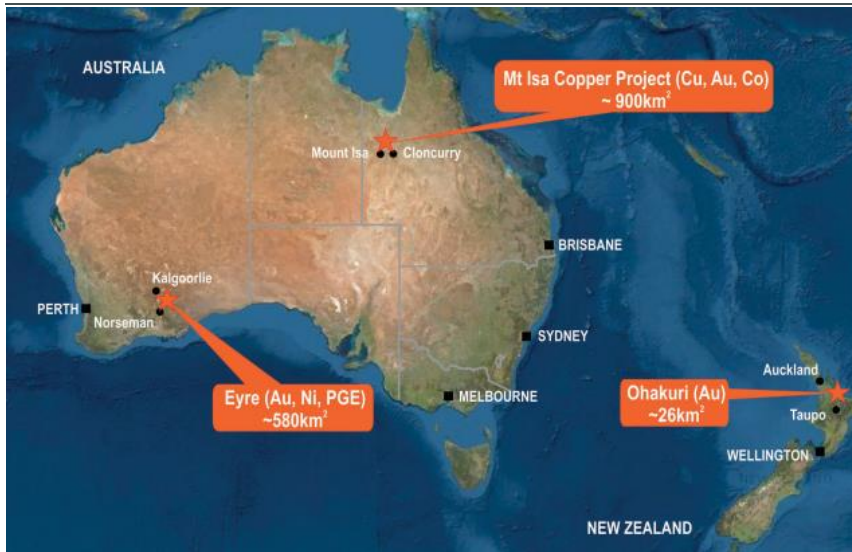 AUSTRALIA
Mt Isa Copper Project (Cu, Au, Co)
~ 900km²
Mount Isa
Cloncurry
BRISBANE
Kalgoorlie
PERTH
Norseman
SYDNEY
Auckland
Eyre (Au, Ni, PGE)
~580km²
MELBOURNE
Ohakuri (Au)
~26km²
Taupo
WELLINGTON
NEW ZEALAND